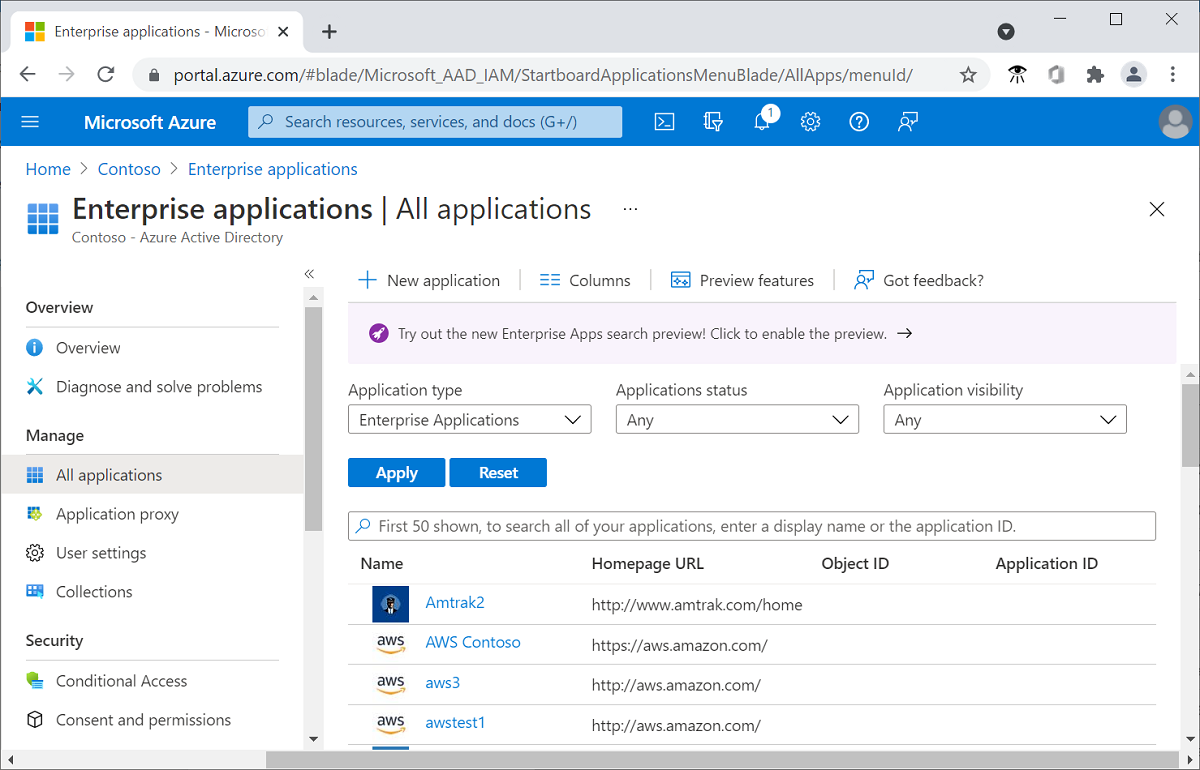 Enterprise applications - Microso
portal.azure.com/#blade/Microsoft_AAD_IAM/StartboardApplicationsMenuBlade/AllApps/menuId/
Microsoft Azure
Search resources, services, and docs (G+/)
1
Home > Contoso > Enterprise applications
Enterprise applications | All applications ...
Contoso - Azure Active Directory
Overview
Overview
Diagnose and solve problems
Manage
All applications
Application proxy
User settings
Collections
Security
Conditional Access
Consent and permissions
New application
Columns
Preview features
Got feedback?
Try out the new Enterprise Apps search preview! Click to enable the preview. →
Application type
Enterprise Applications
Applications status
Any
Application visibility
Any
Apply
Reset
First 50 shown, to search all of your applications, enter a display name or the application ID.
Name Homepage URL Object ID Application ID
Amtrak2 http://www.amtrak.com/home
aws AWS Contoso https://aws.amazon.com/
aws aws3 http://aws.amazon.com/
aws awstest1 http://aws.amazon.com/